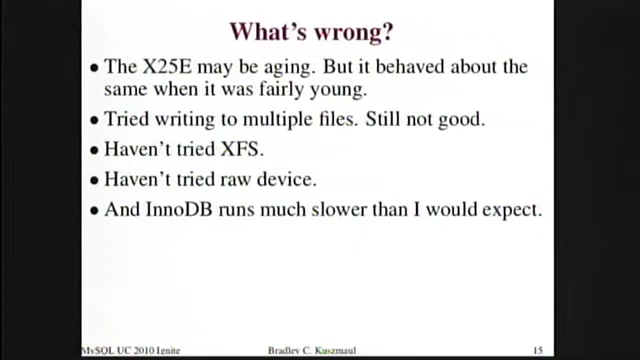 What's wrong?
• The X25E may be aging. But it behaved about the
same when it was fairly young.
• Tried writing to multiple files. Still not good.
• Haven't tried XFS.
• Haven't tried raw device.
• And InnoDB runs much slower than I would expect.
MySQL UC 2010 Ignite Bradley C. Kuszmaul 15